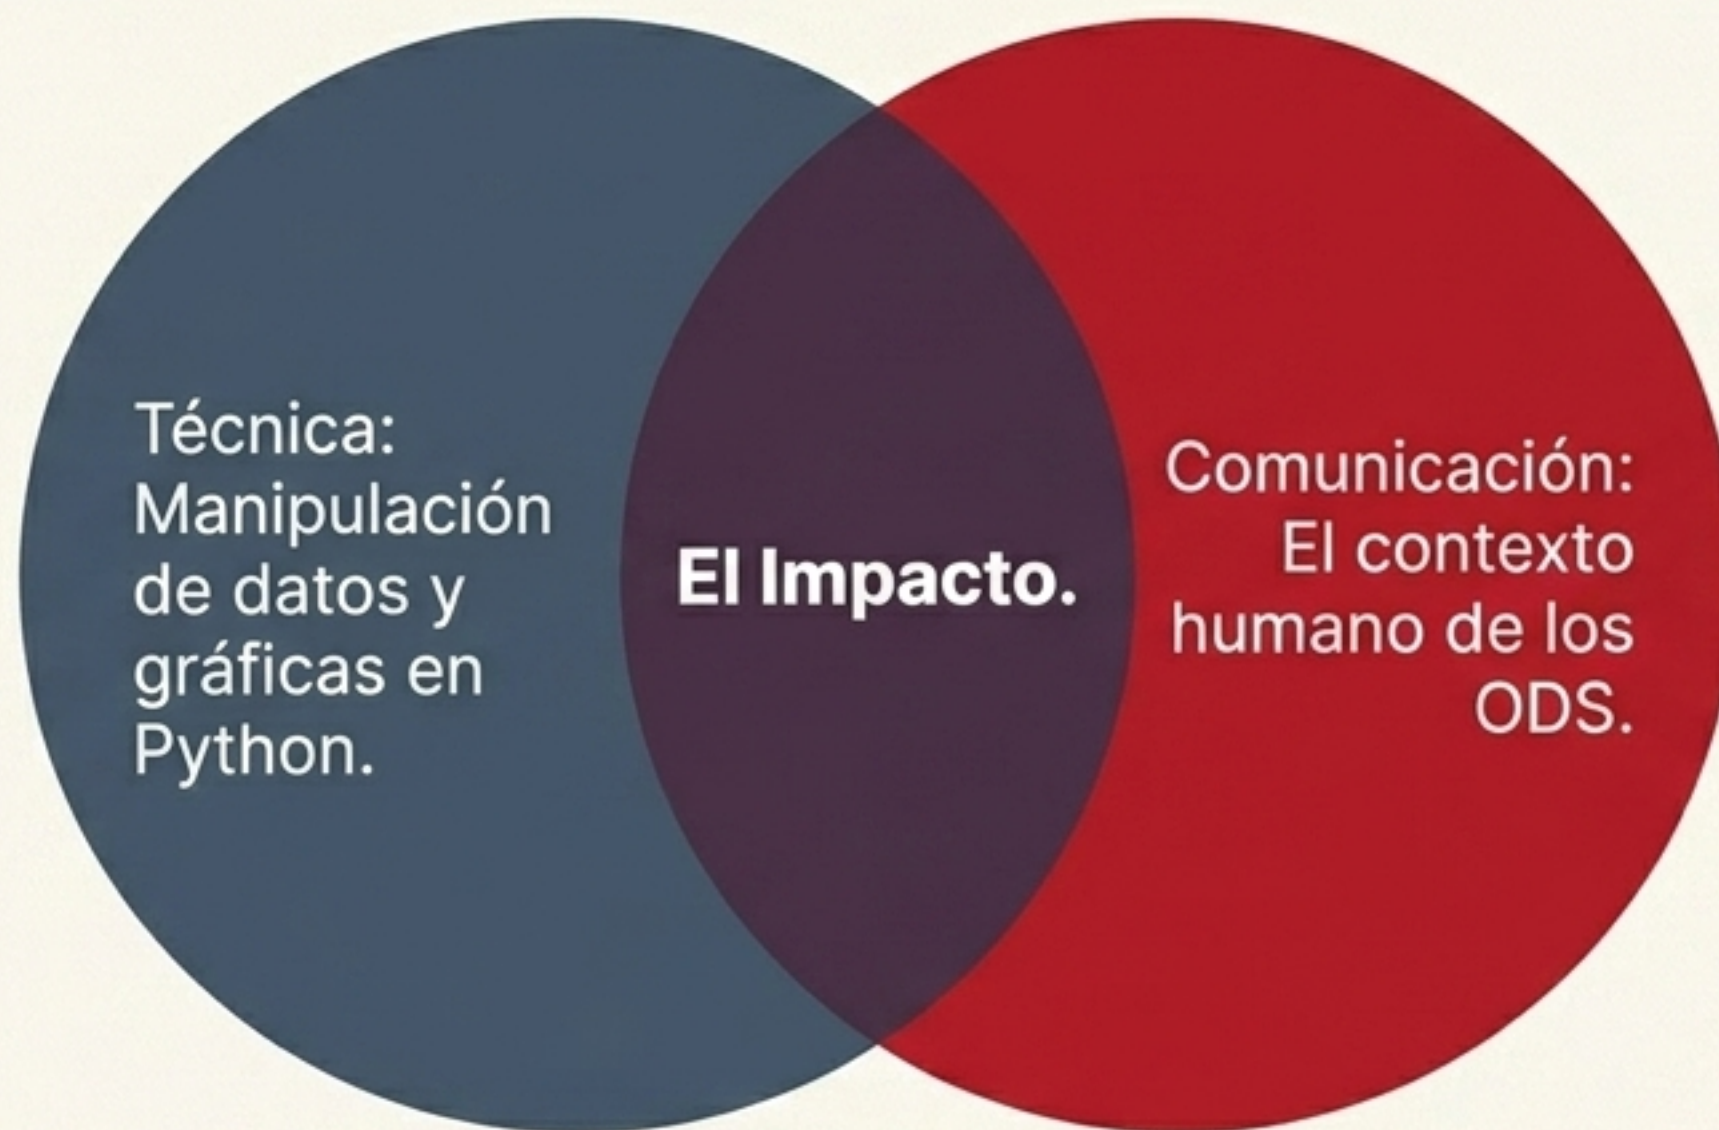 Técnica:
Manipulación
de datos y
gráficas en
Python.
El Impacto.
Comunicación:
El contexto
humano de los
ODS.